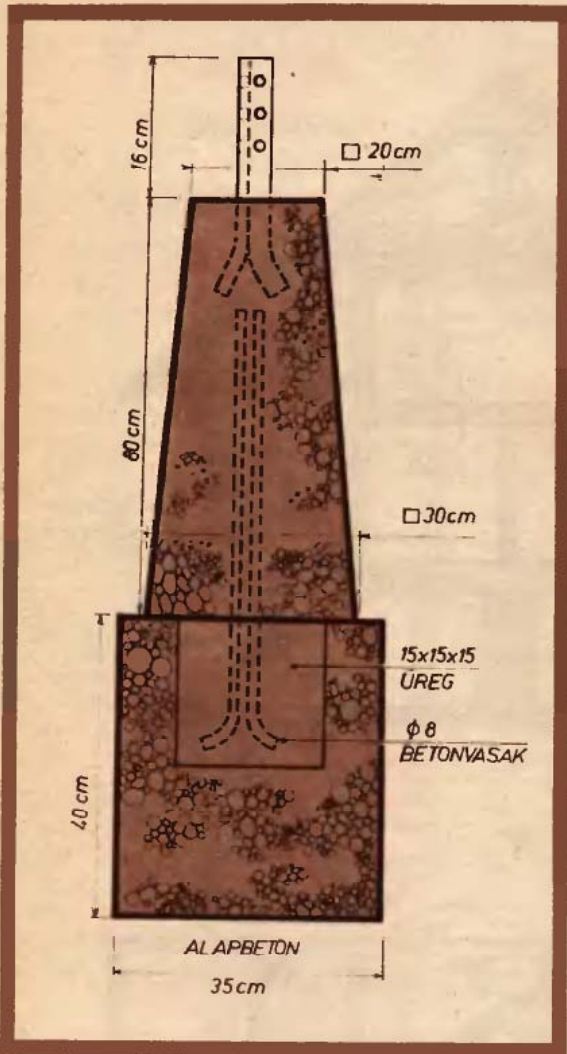 16 cm
□ 20 cm
80 cm
□ 30 cm
15x15x15
ÜREG
φ 8
BETONVASAK
40 cm
ALAPBETON
35 cm